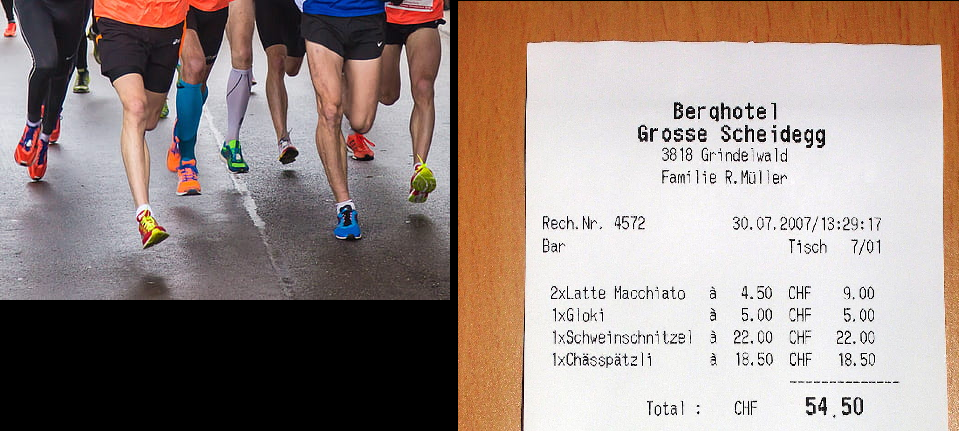 Berghotel
Grosse Scheidegg
3818 Grindelwald
Familie R.Müller
Rech.Nr. 4572 30.07.2007/13:29:17
Bar Tisch 7/01
2xLatte Macchiato à 4.50 CHF 9.00
1xGloki à 5.00 CHF 5.00
1xSchweinschnitzel à 22.00 CHF 22.00
1xChässpätzli à 18.50 CHF 18.50
Total : CHF 54.50